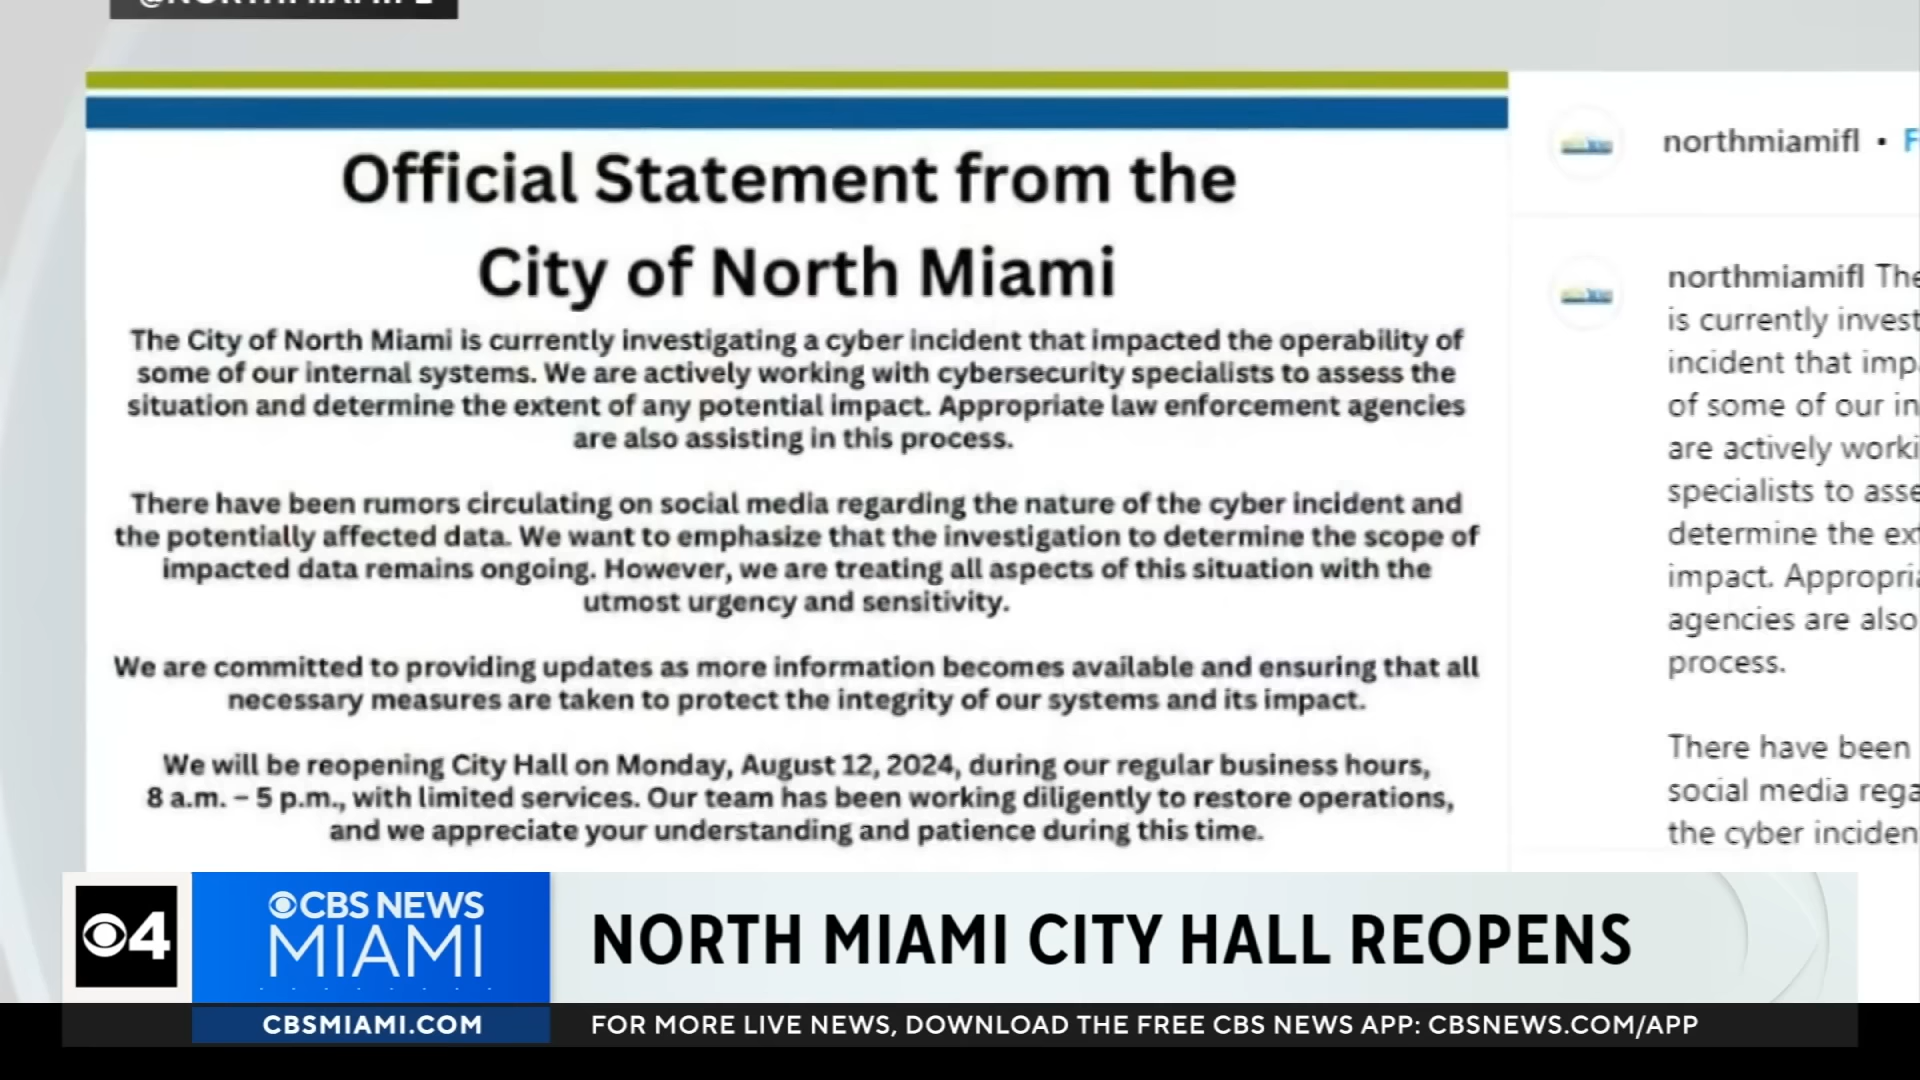 @NORTHMIAMIFL
Official Statement from the
City of North Miami
The City of North Miami is currently investigating a cyber incident that impacted the operability of
some of our internal systems. We are actively working with cybersecurity specialists to assess the
situation and determine the extent of any potential impact. Appropriate law enforcement agencies
are also assisting in this process.
There have been rumors circulating on social media regarding the nature of the cyber incident and
the potentially affected data. We want to emphasize that the investigation to determine the scope of
impacted data remains ongoing. However, we are treating all aspects of this situation with the
utmost urgency and sensitivity.
We are committed to providing updates as more information becomes available and ensuring that all
necessary measures are taken to protect the integrity of our systems and its impact.
We will be reopening City Hall on Monday, August 12, 2024, during our regular business hours,
8 a.m. – 5 p.m., with limited services. Our team has been working diligently to restore operations,
and we appreciate your understanding and patience during this time.
northmiamifl • F
northmiamifl The
is currently invest
incident that imp
of some of our in
are actively worki
specialists to asse
determine the ext
impact. Appropria
agencies are also
process.
There have been
social media rega
the cyber inciden
4
CBS NEWS
MIAMI
NORTH MIAMI CITY HALL REOPENS
CBSMIAMI.COM
FOR MORE LIVE NEWS, DOWNLOAD THE FREE CBS NEWS APP: CBSNEWS.COM/APP